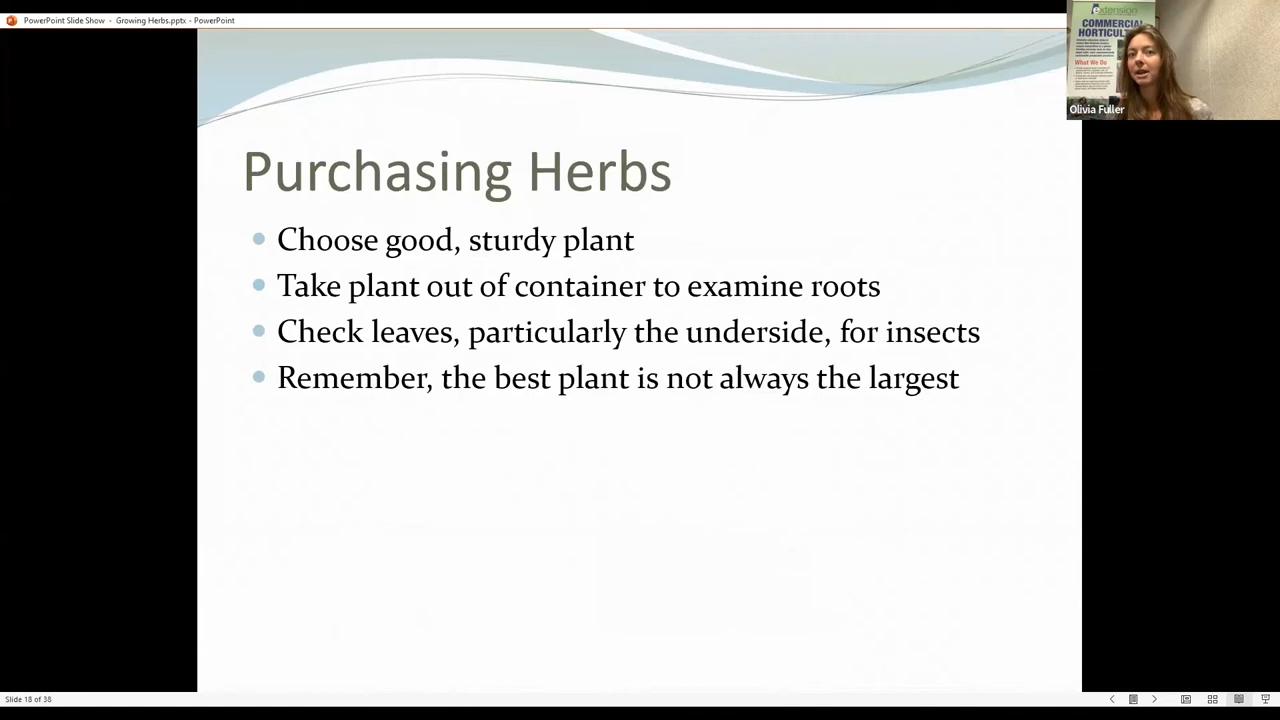 PowerPoint Slide Show - Growing Herbs.pptx - PowerPoint
extension
COMMERCIAL
HORTICULT
What We Do
Olivia Fuller
Purchasing Herbs
Choose good, sturdy plant
Take plant out of container to examine roots
Check leaves, particularly the underside, for insects
Remember, the best plant is not always the largest
Slide 18 of 38